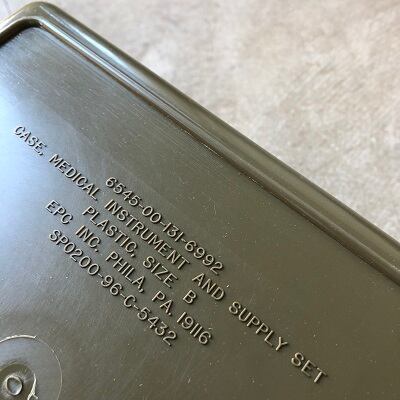 6545-00-131-6992
CASE, MEDICAL INSTRUMENT AND SUPPLY SET
PLASTIC, SIZE B
EPC INC. PHILA, PA. 19116
SP0200-96-C-5432